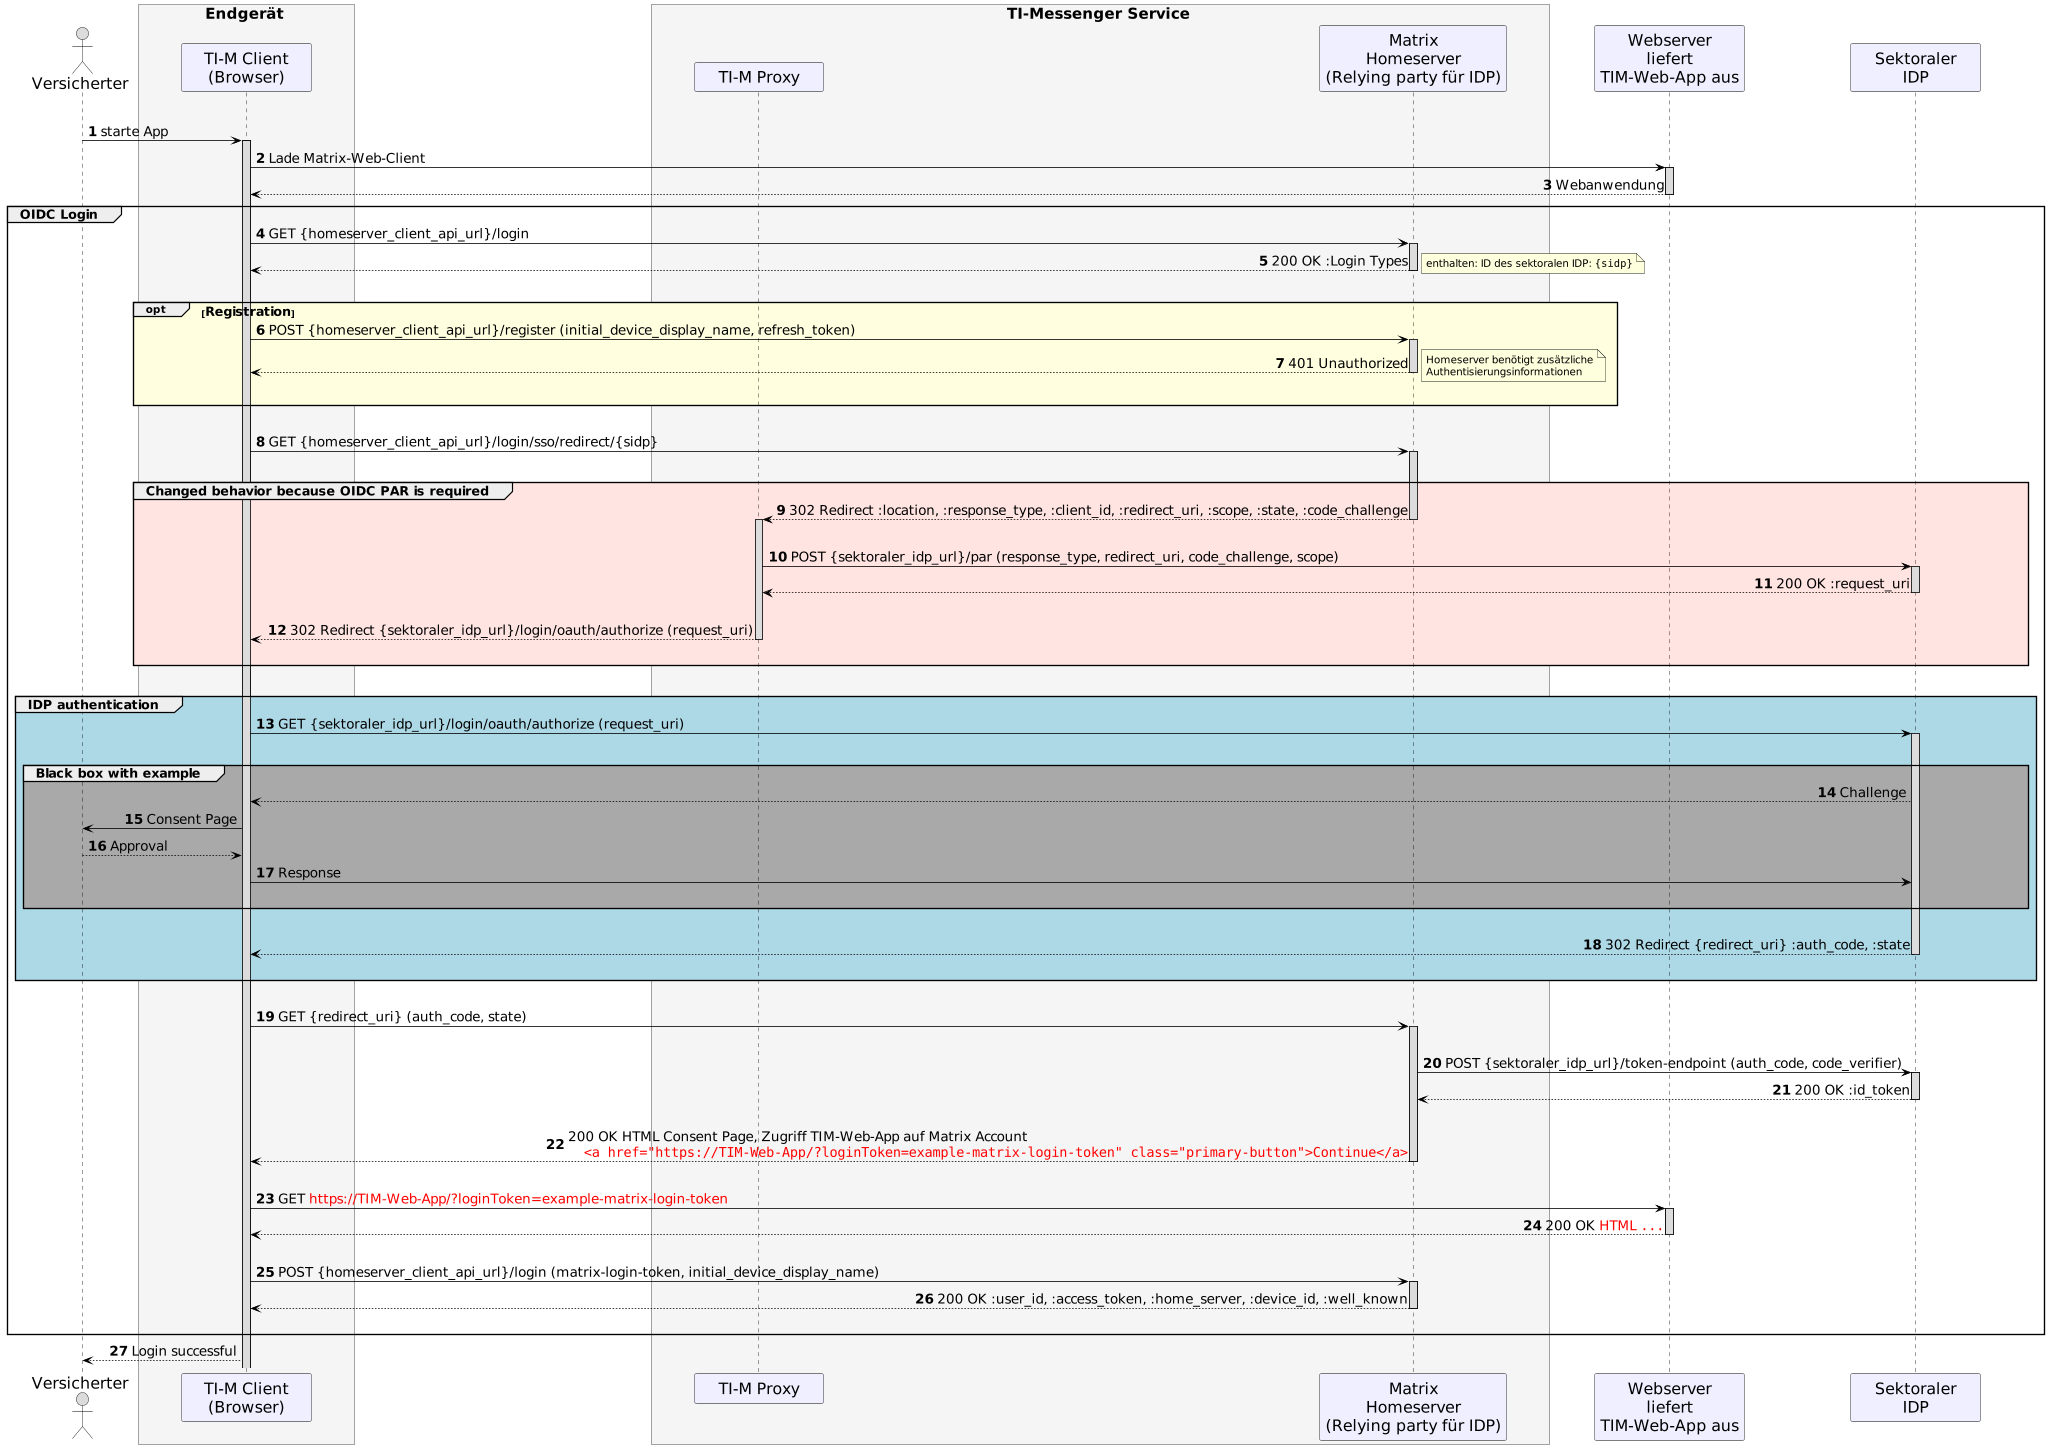 Endgerät
TI-Messenger Service
Versicherter
TI-M Client
(Browser)
TI-M Proxy
Matrix
Homeserver
(Relying party für IDP)
Webserver
liefert
TIM-Web-App aus
Sektoraler
IDP
1 starte App
2 Lade Matrix-Web-Client
3 Webanwendung
OIDC Login
4 GET {homeserver_client_api_url}/login
5 200 OK :Login Types
enthalten: ID des sektoralen IDP: {sidp}
opt [Registration]
6 POST {homeserver_client_api_url}/register (initial_device_display_name, refresh_token)
7 401 Unauthorized
Homeserver benötigt zusätzliche
Authentisierungsinformationen
8 GET {homeserver_client_api_url}/login/sso/redirect/{sidp}
Changed behavior because OIDC PAR is required
9 302 Redirect :location, :response_type, :client_id, :redirect_uri, :scope, :state, :code_challenge
10 POST {sektoraler_idp_url}/par (response_type, redirect_uri, code_challenge, scope)
11 200 OK :request_uri
12 302 Redirect {sektoraler_idp_url}/login/oauth/authorize (request_uri)
IDP authentication
13 GET {sektoraler_idp_url}/login/oauth/authorize (request_uri)
Black box with example
14 Challenge
15 Consent Page
16 Approval
17 Response
18 302 Redirect {redirect_uri} :auth_code, :state
19 GET {redirect_uri} (auth_code, state)
20 POST {sektoraler_idp_url}/token-endpoint (auth_code, code_verifier)
21 200 OK :id_token
22 200 OK HTML Consent Page, Zugriff TIM-Web-App auf Matrix Account
<a href="https://TIM-Web-App/?loginToken=example-matrix-login-token" class="primary-button">Continue</a>
23 GET https://TIM-Web-App/?loginToken=example-matrix-login-token
24 200 OK HTML ...
25 POST {homeserver_client_api_url}/login (matrix-login-token, initial_device_display_name)
26 200 OK :user_id, :access_token, :home_server, :device_id, :well_known
27 Login successful
Versicherter
TI-M Client
(Browser)
TI-M Proxy
Matrix
Homeserver
(Relying party für IDP)
Webserver
liefert
TIM-Web-App aus
Sektoraler
IDP